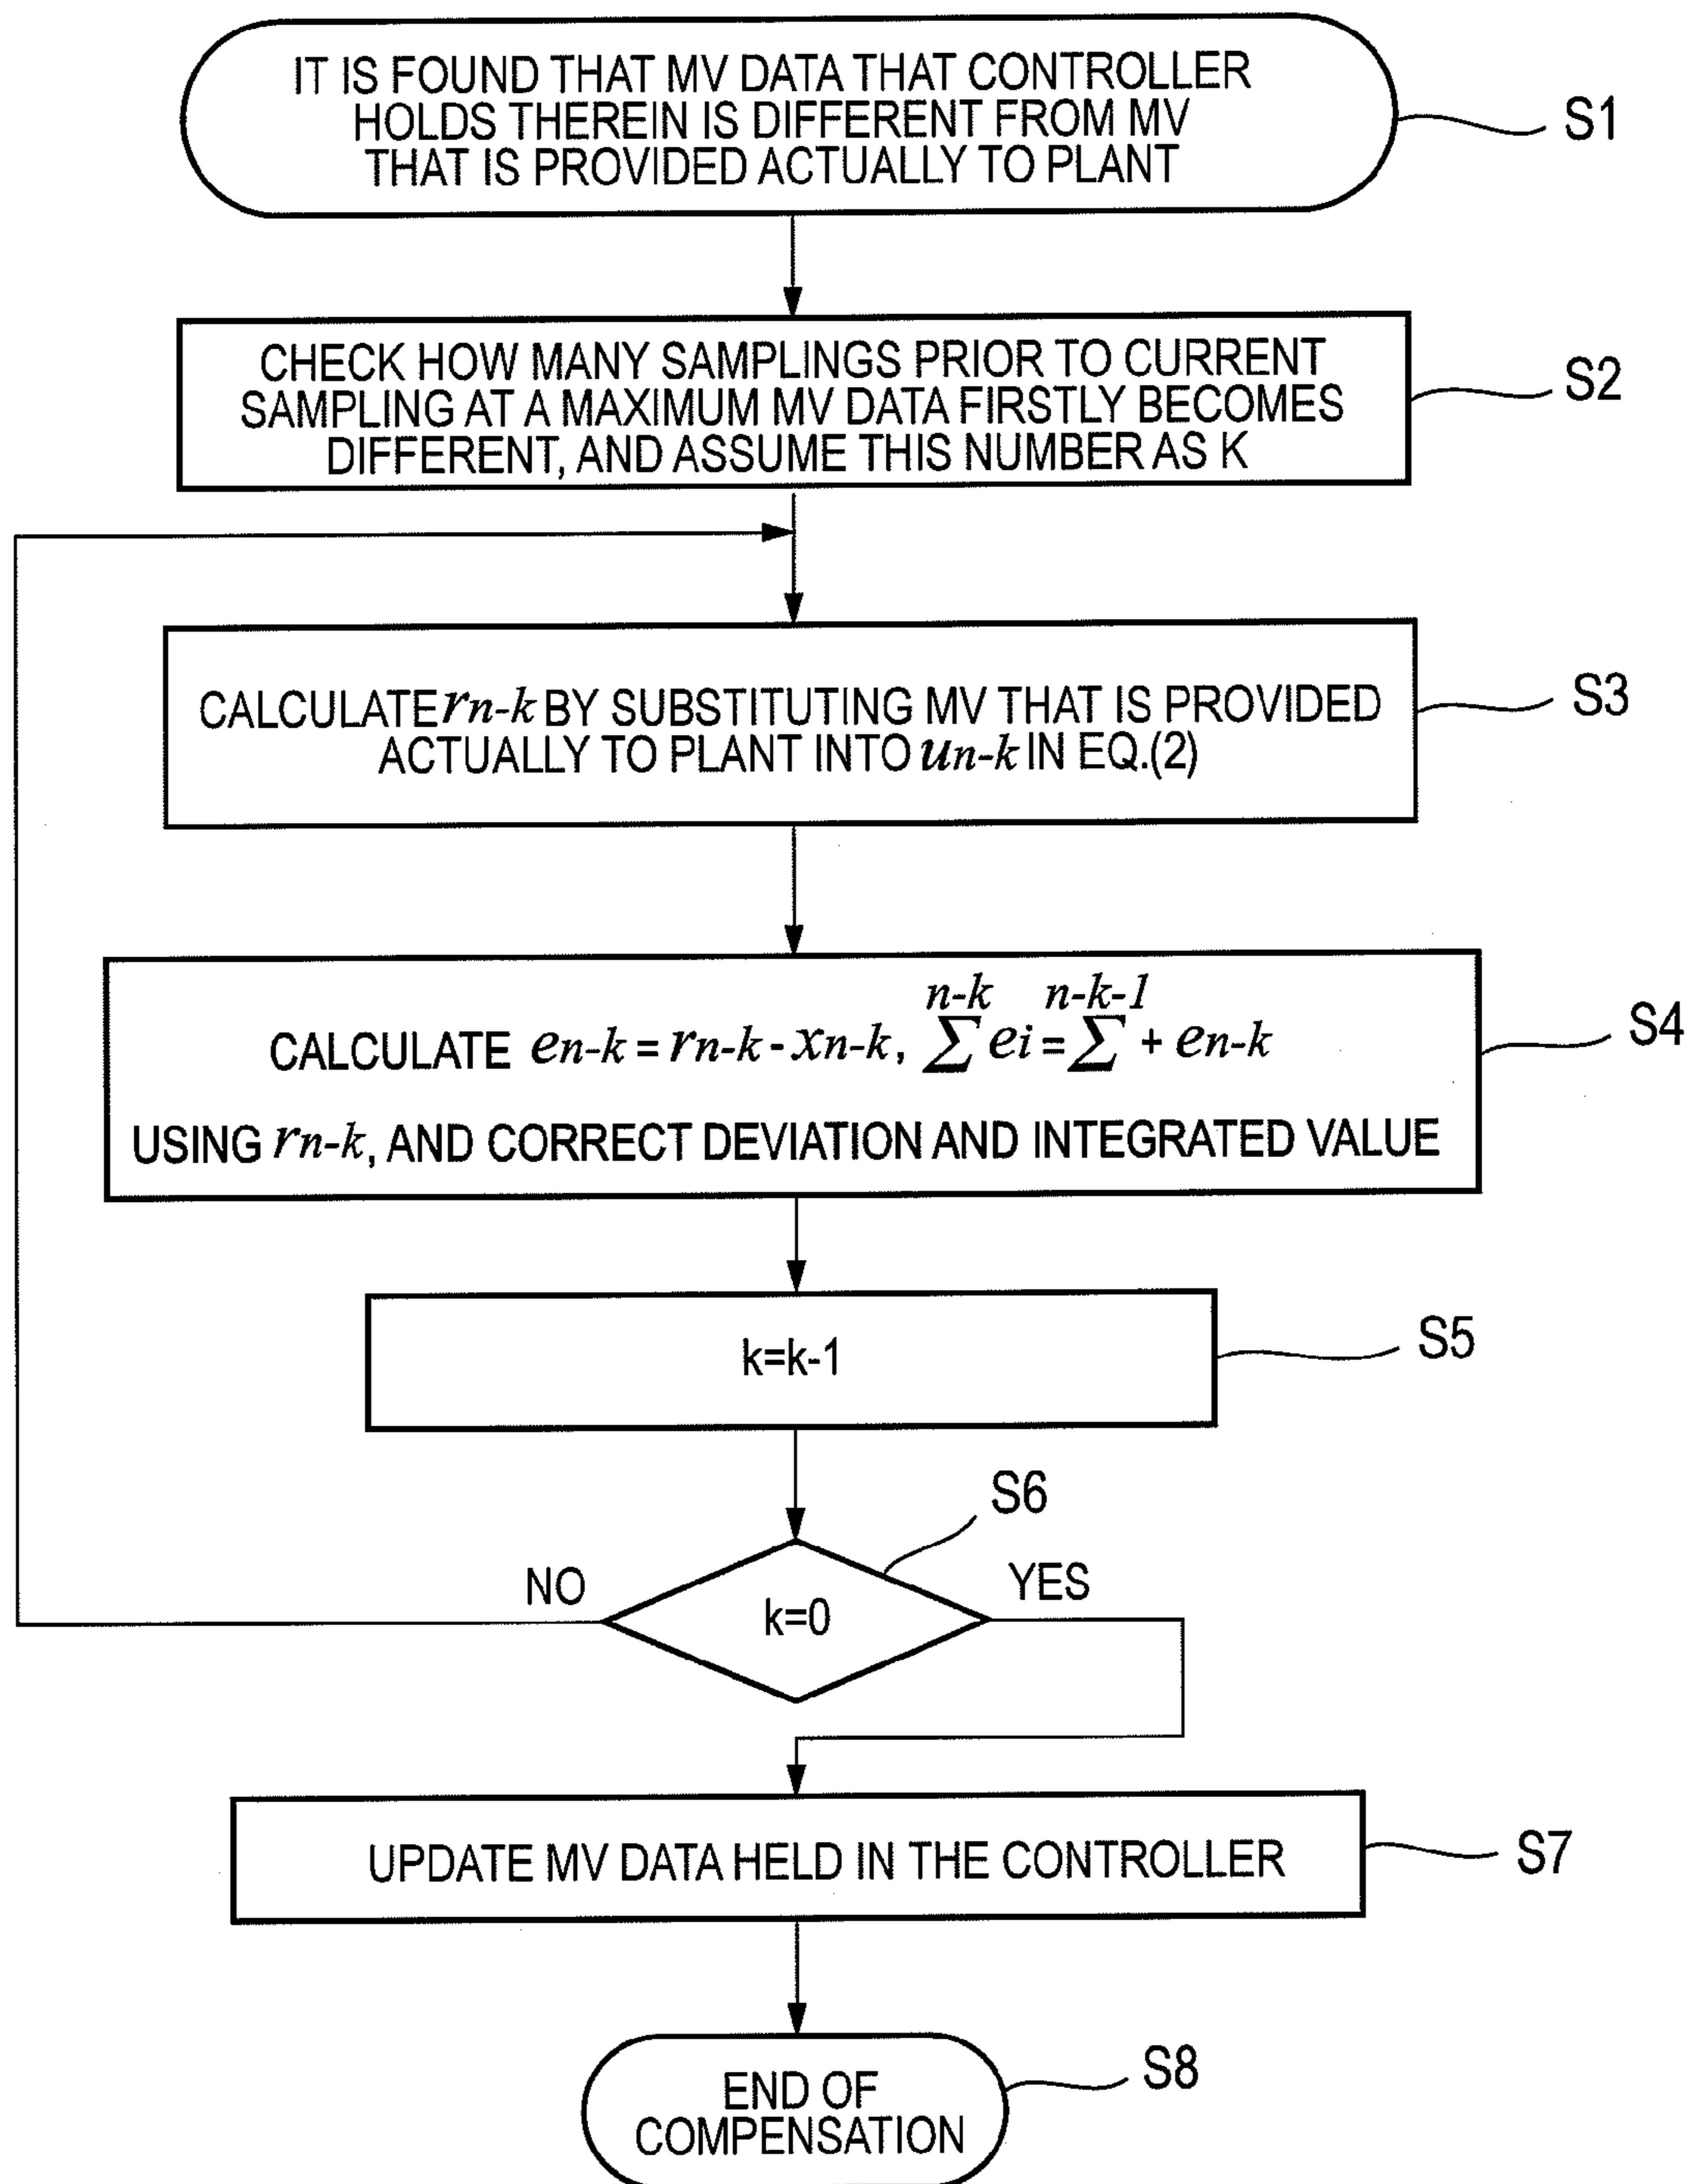 IT IS FOUND THAT MV DATA THAT CONTROLLER
HOLDS THEREIN IS DIFFERENT FROM MV
THAT IS PROVIDED ACTUALLY TO PLANT
S1
CHECK HOW MANY SAMPLINGS PRIOR TO CURRENT
SAMPLING AT A MAXIMUM MV DATA FIRSTLY BECOMES
DIFFERENT, AND ASSUME THIS NUMBER AS K
S2
CALCULATE rn-k BY SUBSTITUTING MV THAT IS PROVIDED
ACTUALLY TO PLANT INTO un-k IN EQ.(2)
S3
n-k n-k-1
CALCULATE en-k = rn-k - xn-k, Σ ei = Σ + en-k
USING rn-k, AND CORRECT DEVIATION AND INTEGRATED VALUE
S4
k=k-1
S5
S6
NO
k=0
YES
UPDATE MV DATA HELD IN THE CONTROLLER
S7
END OF
COMPENSATION
S8